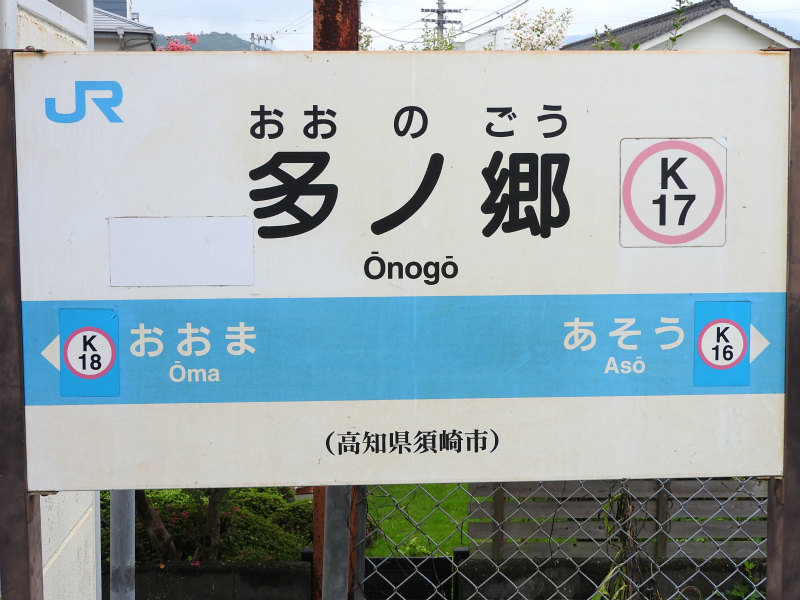 JR
おお の ごう
多ノ郷
K
17
Ōnogō
K
18
おおま
Ōma
あそう
Asō
K
16
(高知県須崎市)